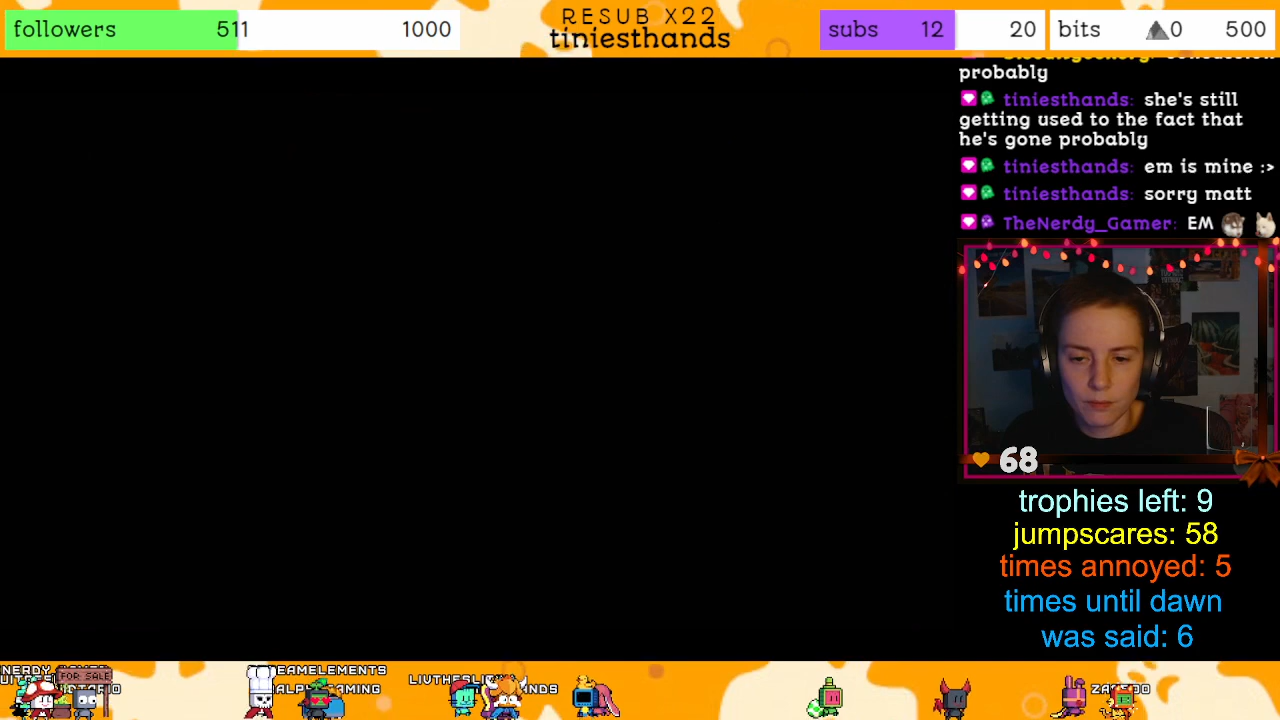 followers 511 1000
RESUB X22
tiniesthands
subs 12 20
bits 0 500
probably
tiniesthands: she's still
getting used to the fact that
he's gone probably
tiniesthands: em is mine :>
tiniesthands: sorry matt
TheNerdy_Gamer: EM
68
trophies left: 9
jumpscares: 58
times annoyed: 5
times until dawn
was said: 6
FOR SALE